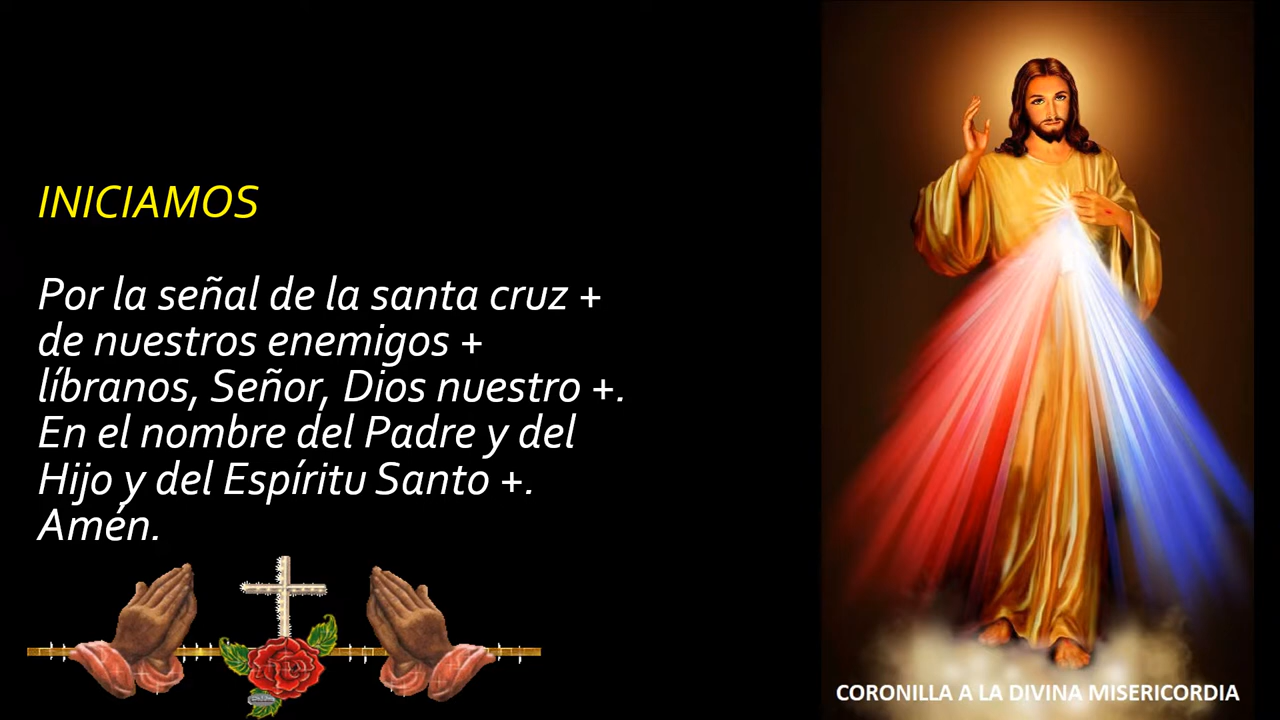 INICIAMOS
Por la señal de la santa cruz +
de nuestros enemigos +
líbranos, Señor, Dios nuestro +.
En el nombre del Padre y del
Hijo y del Espíritu Santo +.
Amén.
CORONILLA A LA DIVINA MISERICORDIA